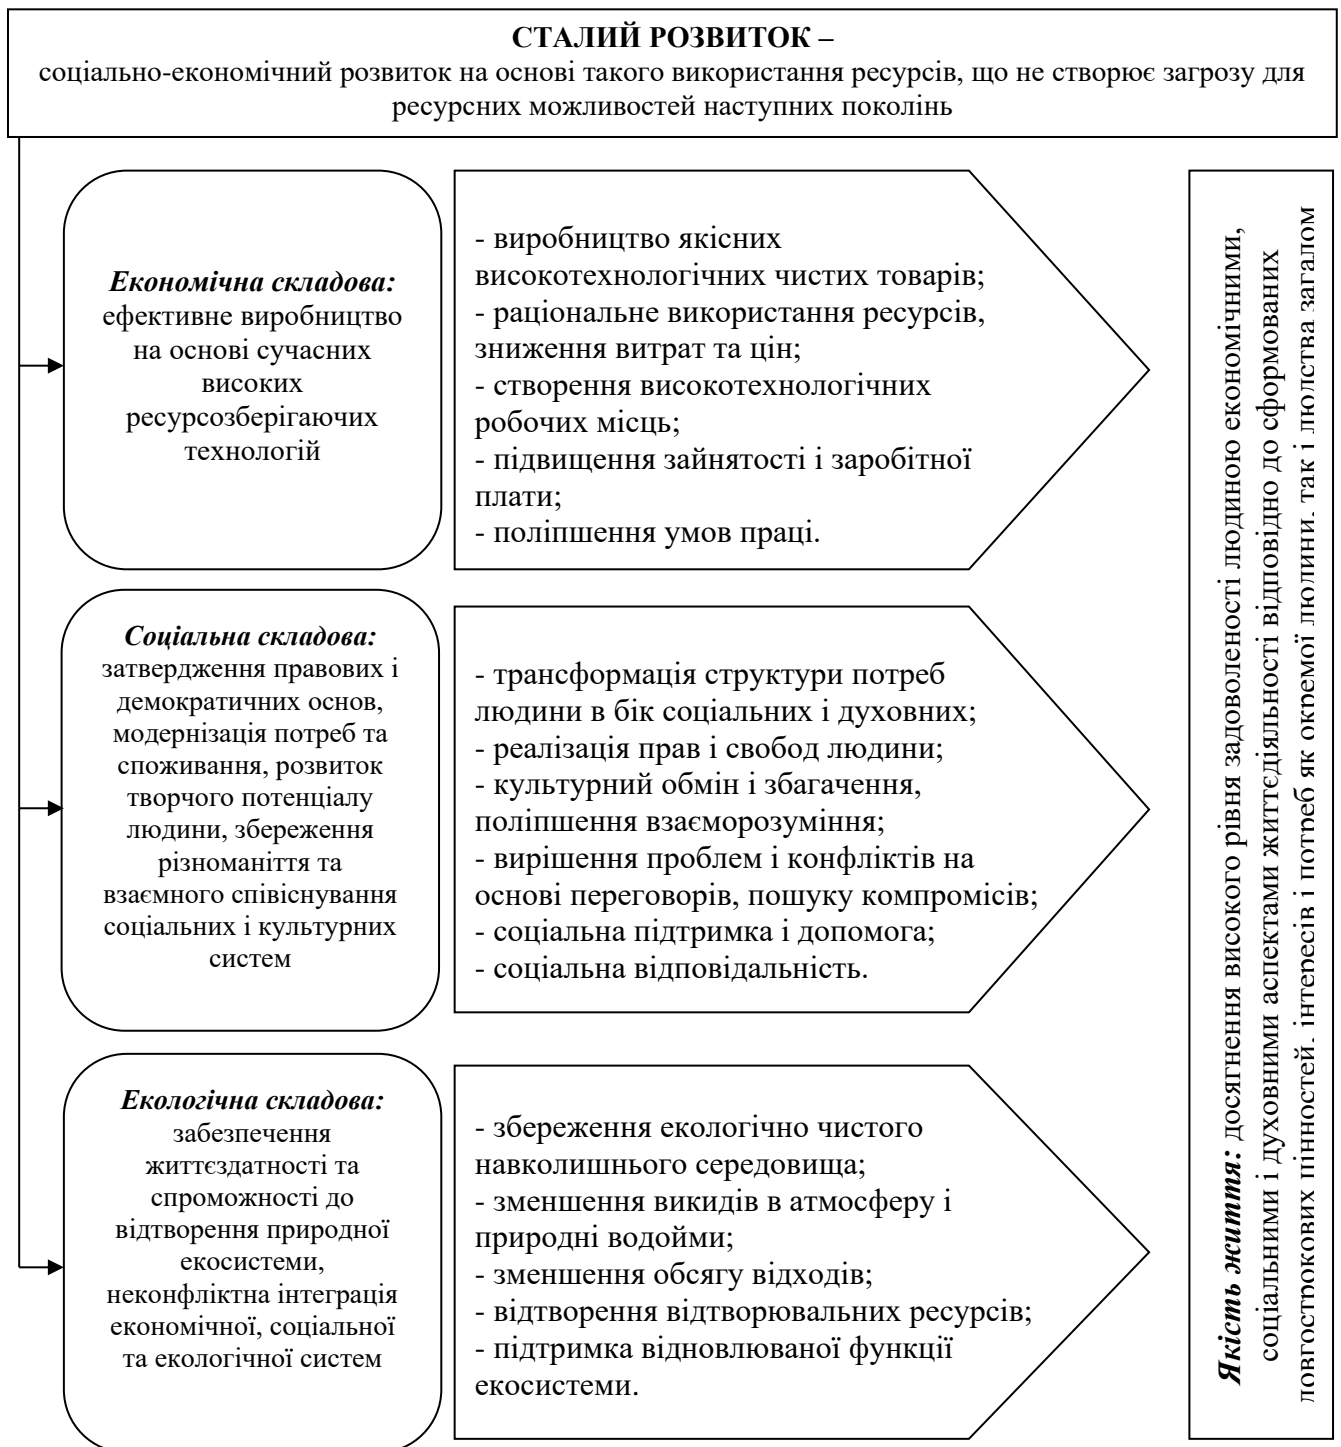 СТАЛИЙ РОЗВИТОК –
соціально-економічний розвиток на основі такого використання ресурсів, що не створює загрозу для
ресурсних можливостей наступних поколінь
Економічна складова:
ефективне виробництво
на основі сучасних
високих
ресурсозберігаючих
технологій
- виробництво якісних
високотехнологічних чистих товарів;
- раціональне використання ресурсів,
зниження витрат та цін;
- створення високотехнологічних
робочих місць;
- підвищення зайнятості і заробітної
плати;
- поліпшення умов праці.
Соціальна складова:
затвердження правових і
демократичних основ,
модернізація потреб та
споживання, розвиток
творчого потенціалу
людини, збереження
різноманіття та
взаємного співіснування
соціальних і культурних
систем
- трансформація структури потреб
людини в бік соціальних і духовних;
- реалізація прав і свобод людини;
- культурний обмін і збагачення,
поліпшення взаєморозуміння;
- вирішення проблем і конфліктів на
основі переговорів, пошуку компромісів;
- соціальна підтримка і допомога;
- соціальна відповідальність.
Екологічна складова:
забезпечення
життєздатності та
спроможності до
відтворення природної
екосистеми,
неконфліктна інтеграція
економічної, соціальної
та екологічної систем
- збереження екологічно чистого
навколишнього середовища;
- зменшення викидів в атмосферу і
природні водойми;
- зменшення обсягу відходів;
- відтворення відтворювальних ресурсів;
- підтримка відновлюваної функції
екосистеми.
Якість життя: досягнення високого рівня задоволеності людиною економічними,
соціальними і духовними аспектами життєдіяльності відповідно до сформованих
довгострокових цінностей, інтересів і потреб як окремої людини, так і людства загалом